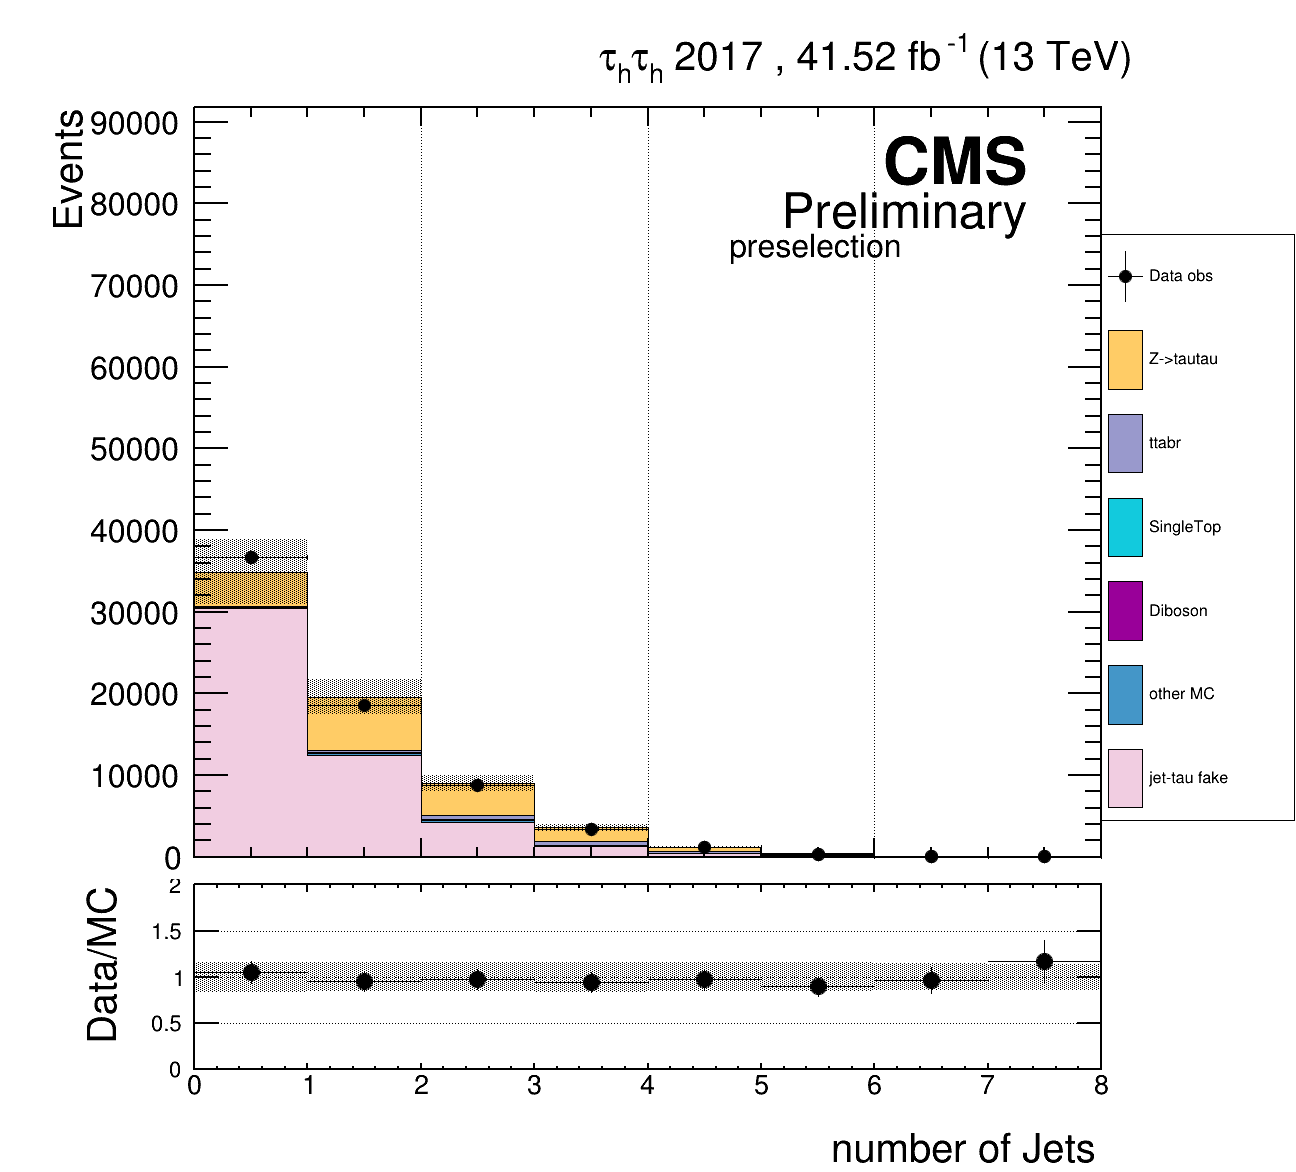 τhτh 2017 , 41.52 fb-1 (13 TeV)
Events
90000
80000
70000
60000
50000
40000
30000
20000
10000
0
CMS
Preliminary
preselection
Data obs
Z->tautau
ttabr
SingleTop
Diboson
other MC
jet-tau fake
Data/MC
2
1.5
1
0.5
0
0 1 2 3 4 5 6 7 8
number of Jets